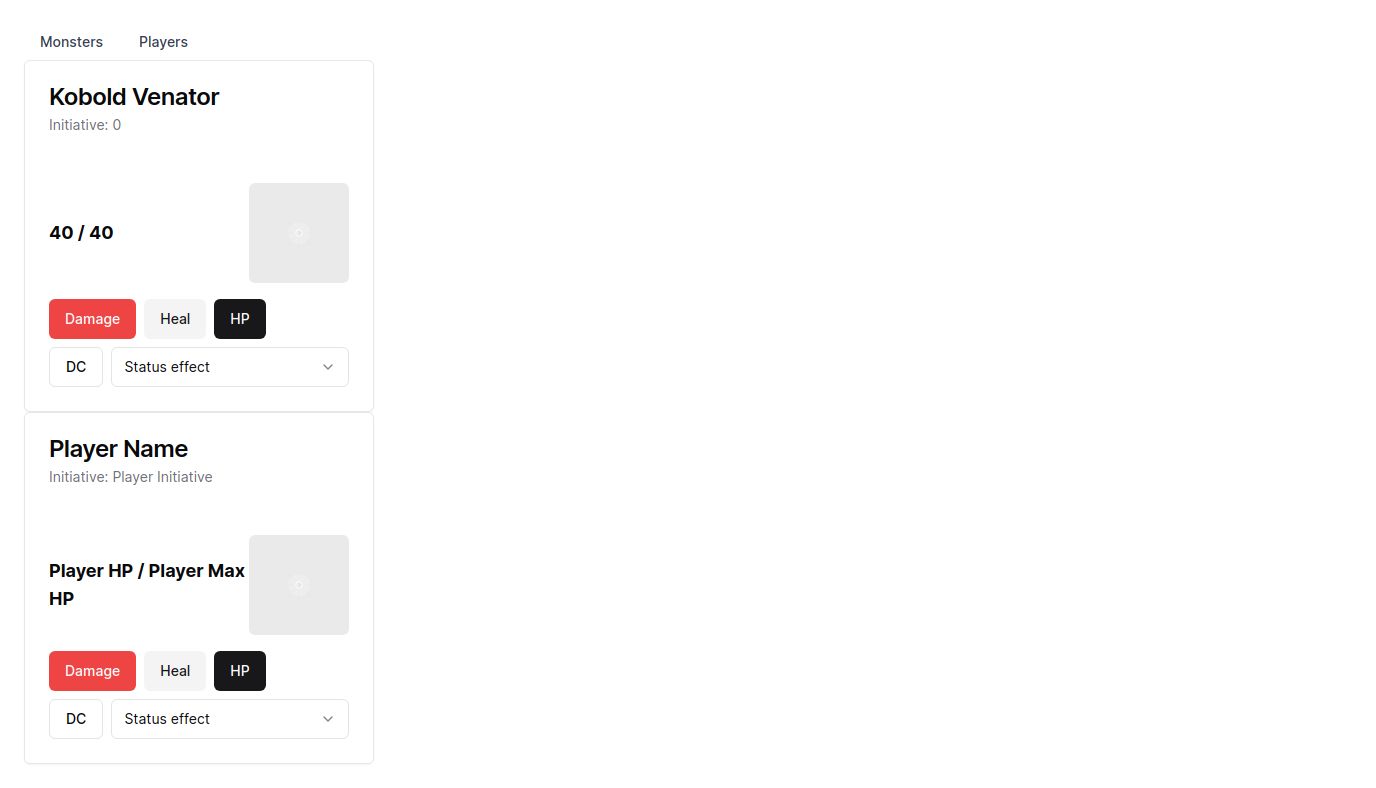 Monsters Players
Kobold Venator
Initiative: 0
40 / 40
Damage Heal HP
DC Status effect
Player Name
Initiative: Player Initiative
Player HP / Player Max
HP
Damage Heal HP
DC Status effect